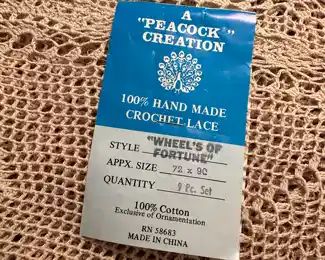 A
"PEACOCK"
CREATION
100% HAND MADE
CROCHET LACE
STYLE "WHEEL'S OF
FORTUNE"
APPX. SIZE 72 x 90
QUANTITY 9 Pc. Set
100% Cotton
Exclusive of Ornamentation
RN 58683
MADE IN CHINA